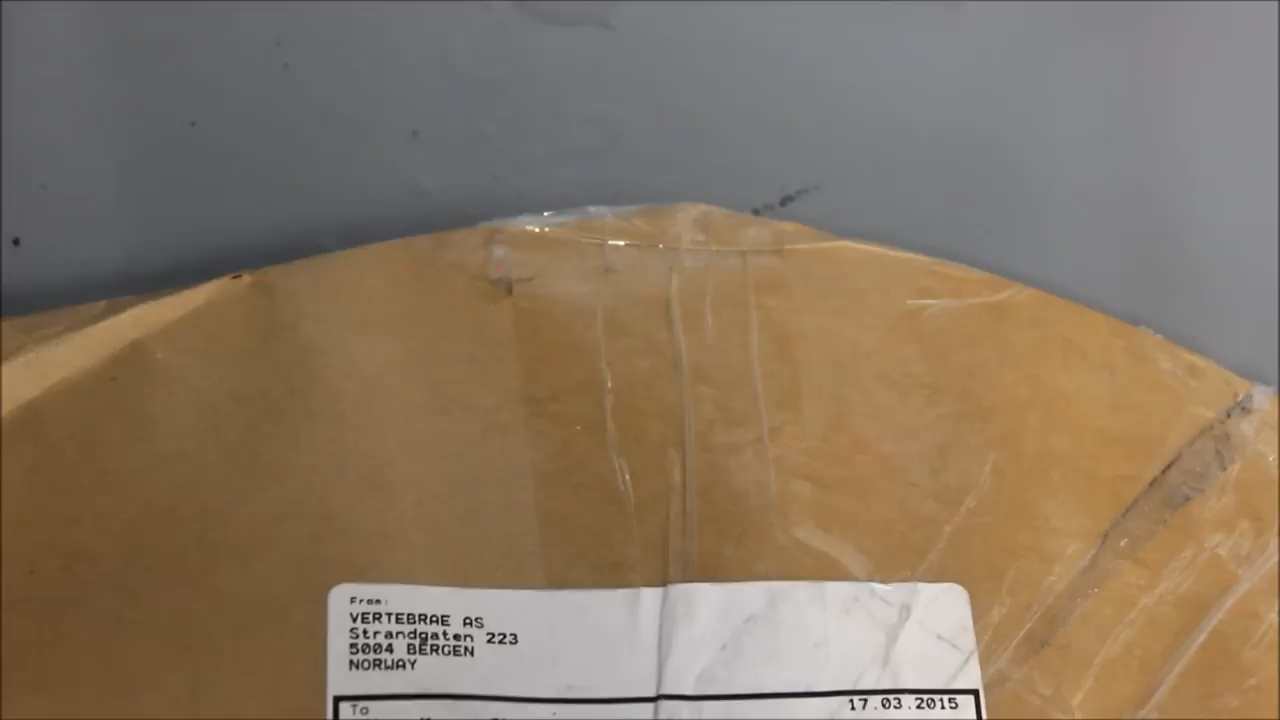 From:
VERTEBRAE AS
Strandgaten 223
5004 BERGEN
NORWAY
To
17.03.2015